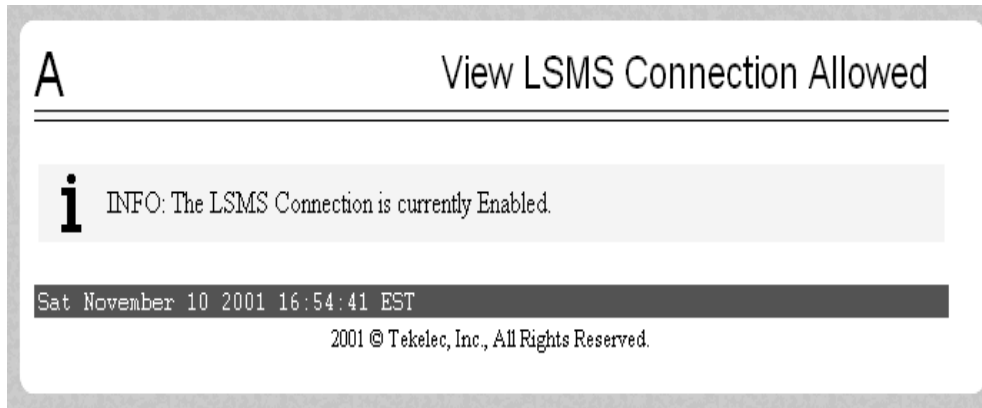 A
View LSMS Connection Allowed
i
INFO: The LSMS Connection is currently Enabled.
Sat November 10 2001 16:54:41 EST
2001 © Tekelec, Inc., All Rights Reserved.